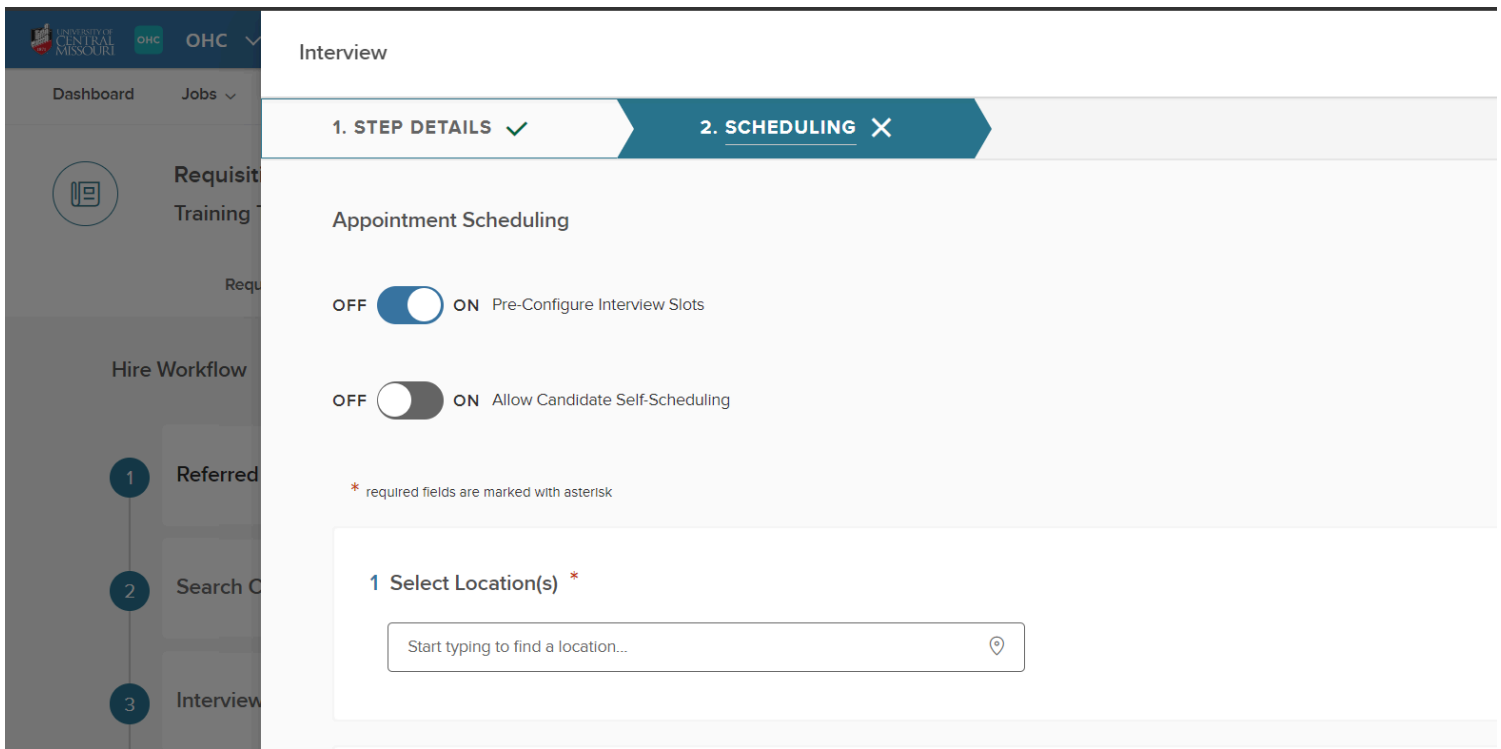 UNIVERSITY OF
CENTRAL
MISSOURI
OHC
OHC
Interview
Dashboard
Jobs
1. STEP DETAILS
2. SCHEDULING
Requisiti
Training
Requ
Appointment Scheduling
OFF ON Pre-Configure Interview Slots
Hire Workflow
OFF ON Allow Candidate Self-Scheduling
1 Referred
* required fields are marked with asterisk
2 Search C
1 Select Location(s) *
Start typing to find a location...
3 Interview